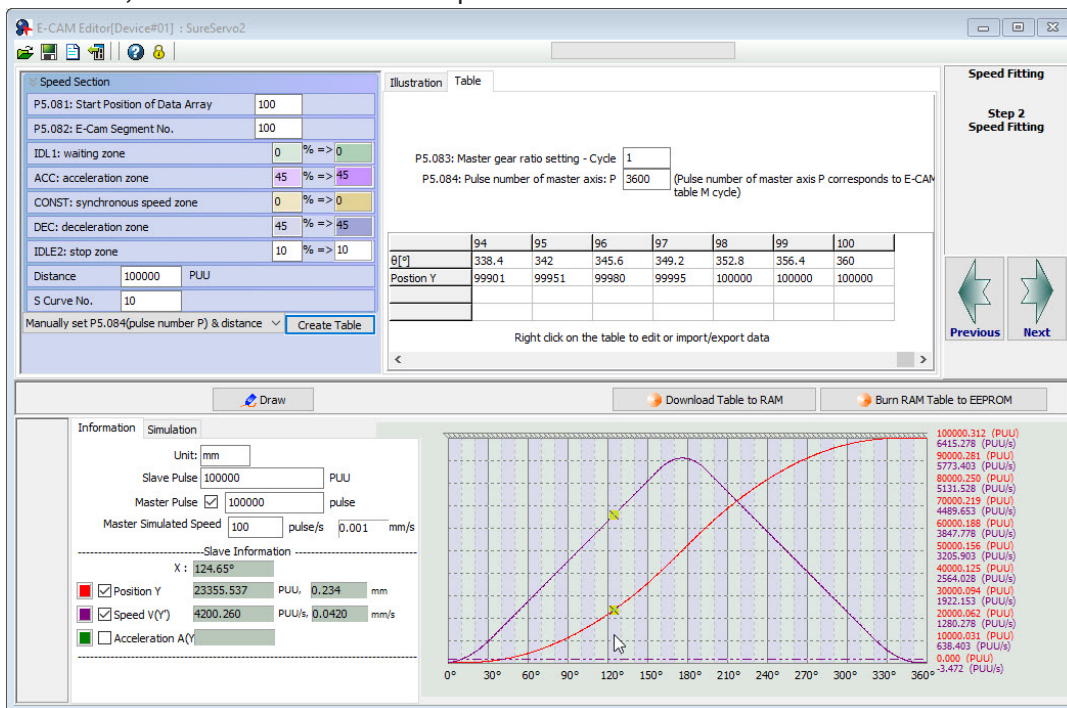 E-CAM Editor[Device#01] : SureServo2
Speed Section
P5.081: Start Position of Data Array 100
P5.082: E-Cam Segment No. 100
IDL1: waiting zone 0 % => 0
ACC: acceleration zone 45 % => 45
CONST: synchronous speed zone 0 % => 0
DEC: deceleration zone 45 % => 45
IDLE2: stop zone 10 % => 10
Distance 100000 PUU
S Curve No. 10
Manually set P5.084(pulse number P) & distance Create Table
Illustration Table
P5.083: Master gear ratio setting - Cycle 1
P5.084: Pulse number of master axis: P 3600 (Pulse number of master axis P corresponds to E-CAM
table M cycle)
94 95 96 97 98 99 100
θ[°] 338.4 342 345.6 349.2 352.8 356.4 360
Postion Y 99901 99951 99980 99995 100000 100000 100000
Right click on the table to edit or import/export data
Speed Fitting
Step 2
Speed Fitting
Previous Next
Draw Download Table to RAM Burn RAM Table to EEPROM
Information Simulation
Unit: mm
Slave Pulse 100000 PUU
Master Pulse 100000 pulse
Master Simulated Speed 100 pulse/s 0.001 mm/s
Slave Information
X : 124.65°
Position Y 23355.537 PUU, 0.234 mm
Speed V(Y') 4200.260 PUU/s, 0.0420 mm/s
Acceleration A(Y
100000.312 (PUU)
6415.278 (PUU/s)
90000.281 (PUU)
5773.403 (PUU/s)
80000.250 (PUU)
5131.528 (PUU/s)
70000.219 (PUU)
4489.653 (PUU/s)
60000.188 (PUU)
3847.778 (PUU/s)
50000.156 (PUU)
3205.903 (PUU/s)
40000.125 (PUU)
2564.028 (PUU/s)
30000.094 (PUU)
1922.153 (PUU/s)
20000.062 (PUU)
1280.278 (PUU/s)
10000.031 (PUU)
638.403 (PUU/s)
0.000 (PUU)
-3.472 (PUU/s)
0° 30° 60° 90° 120° 150° 180° 210° 240° 270° 300° 330° 360°